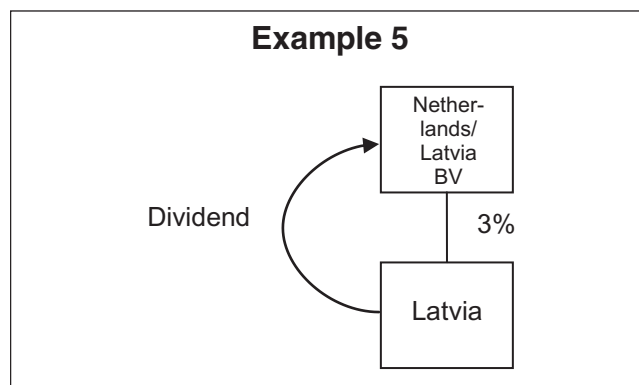 Example 5
Nether-
lands/
Latvia
BV
Dividend
3%
Latvia